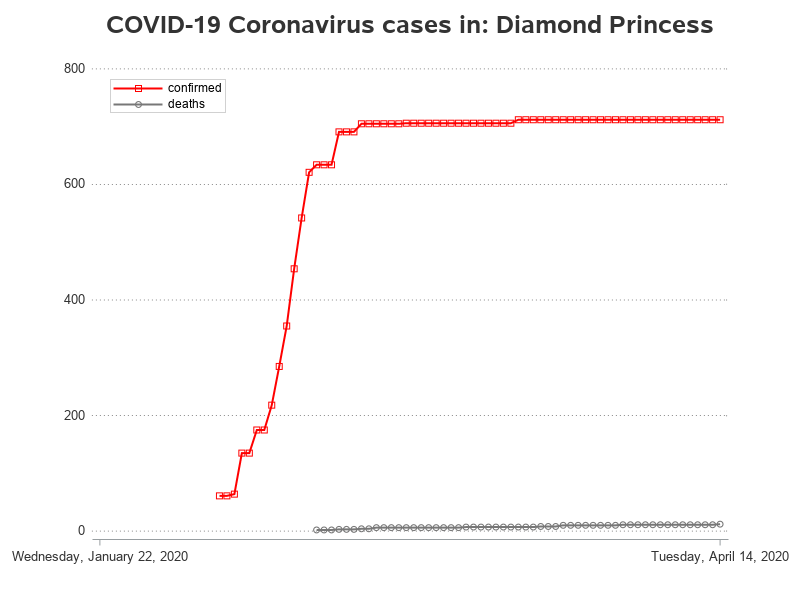 COVID-19 Coronavirus cases in: Diamond Princess
800
confirmed
deaths
600
400
200
0
Wednesday, January 22, 2020
Tuesday, April 14, 2020